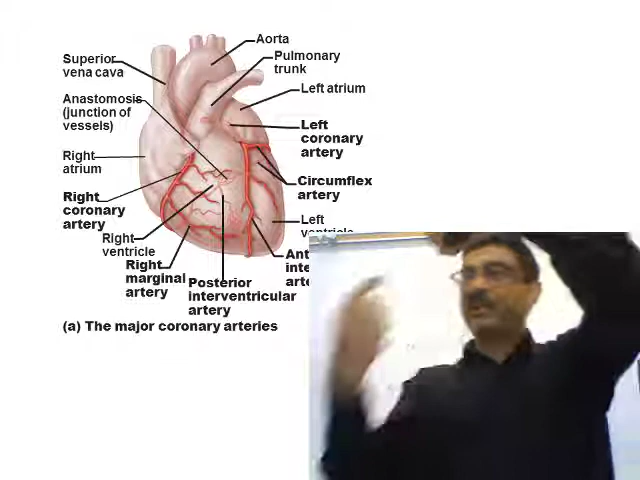 Aorta
Pulmonary
trunk
Superior
vena cava
Left atrium
Anastomosis
(junction of
vessels)
Left
coronary
artery
Right
atrium
Circumflex
artery
Right
coronary
artery
Left
Right
ventricle
Right
marginal
artery
Posterior
interventricular
artery
(a) The major coronary arteries